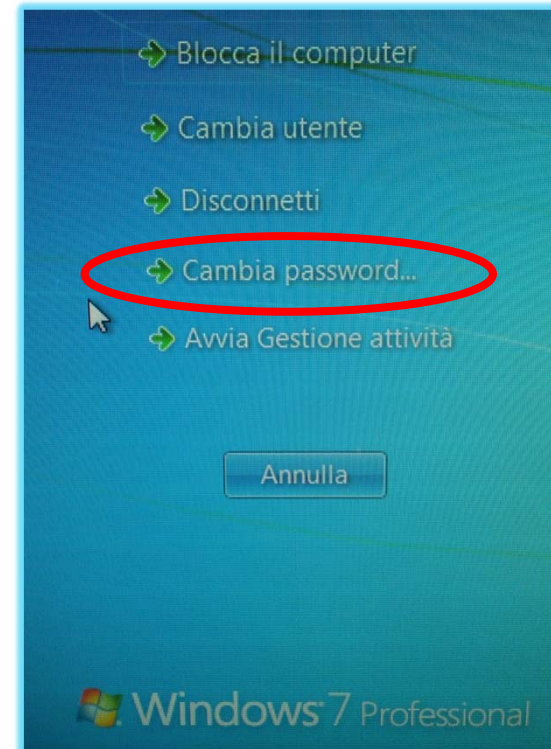 Blocca il computer
Cambia utente
Disconnetti
Cambia password...
Avvia Gestione attività
Annulla
Windows 7 Professional